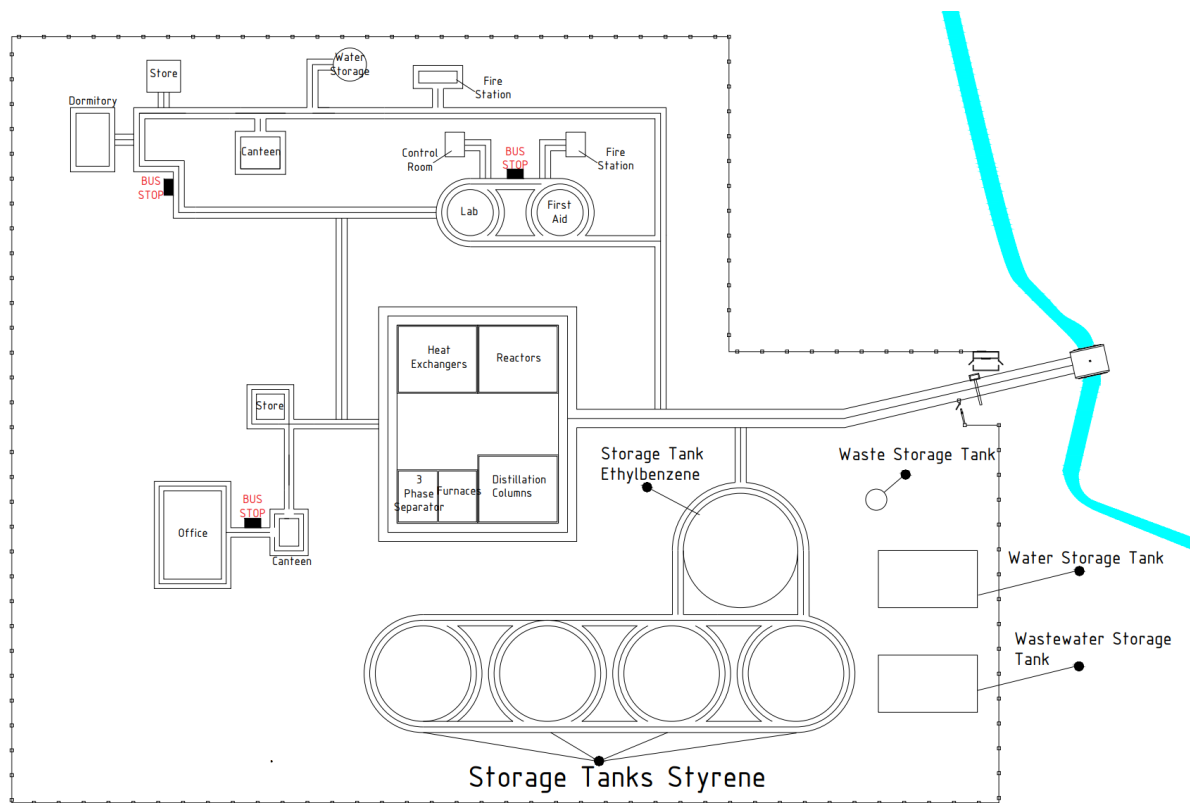 Water
Storage
Store
Fire
Station
Dormitory
Canteen
Control
Room
BUS
STOP
Fire
Station
BUS
STOP
Lab
First
Aid
Heat
Exchangers
Reactors
Store
Storage Tank
Ethylbenzene
Waste Storage Tank
3
Phase
Separator
Furnaces
Distillation
Columns
BUS
STOP
Office
Canteen
Water Storage Tank
Wastewater Storage
Tank
Storage Tanks Styrene